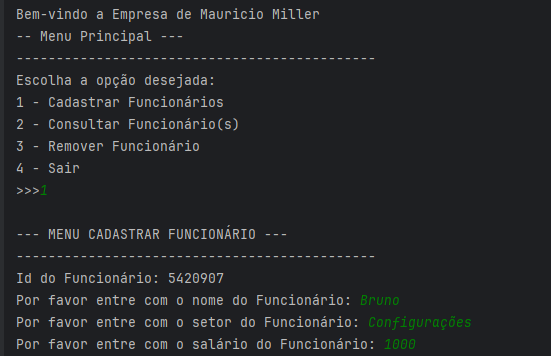 Bem-vindo a Empresa de Mauricio Miller
-- Menu Principal ---
---------------------------------------------
Escolha a opção desejada:
1 - Cadastrar Funcionários
2 - Consultar Funcionário(s)
3 - Remover Funcionário
4 - Sair
>>>1
--- MENU CADASTRAR FUNCIONÁRIO ---
---------------------------------------------
Id do Funcionário: 5420907
Por favor entre com o nome do Funcionário: Bruno
Por favor entre com o setor do Funcionário: Configurações
Por favor entre com o salário do Funcionário: 1000